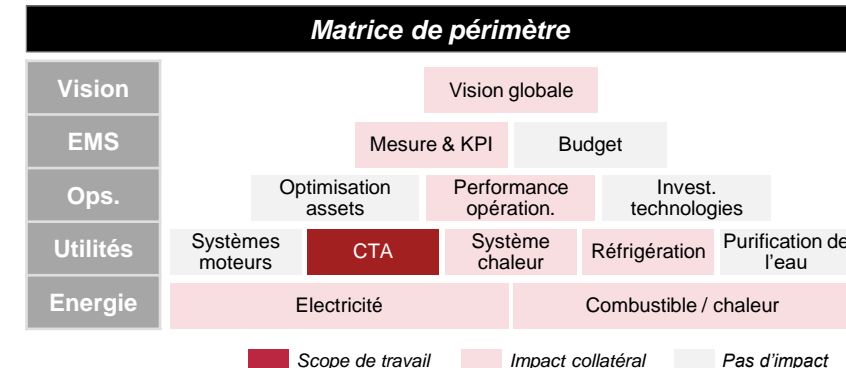 Matrice de périmètre
Vision
Vision globale
EMS
Mesure & KPI
Budget
Ops.
Optimisation
assets
Performance
opération.
Invest.
technologies
Utilités
Systèmes
moteurs
CTA
Système
chaleur
Réfrigération
Purification de
l'eau
Energie
Electricité
Combustible / chaleur
Scope de travail
Impact collatéral
Pas d'impact